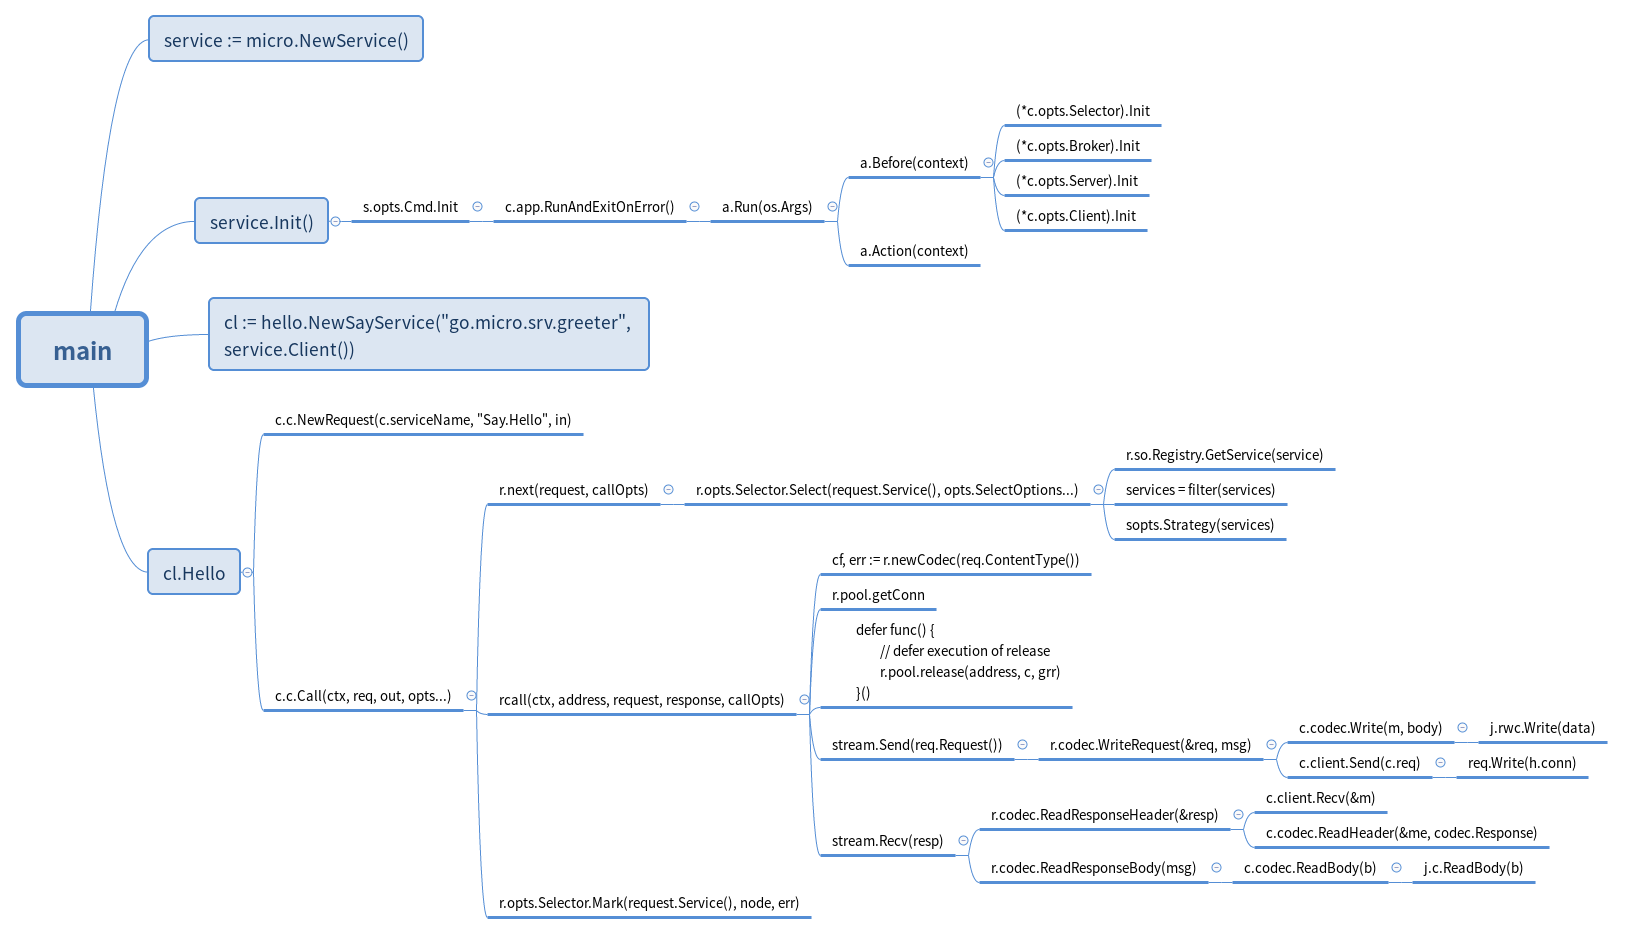 service := micro.NewService()
(*c.opts.Selector).Init
(*c.opts.Broker).Init
a.Before(context)
(*c.opts.Server).Init
service.Init()
s.opts.Cmd.Init
c.app.RunAndExitOnError()
a.Run(os.Args)
(*c.opts.Client).Init
a.Action(context)
main
cl := hello.NewSayService("go.micro.srv.greeter",
service.Client())
cl.Hello
c.c.NewRequest(c.serviceName, "Say.Hello", in)
r.so.Registry.GetService(service)
r.next(request, callOpts)
r.opts.Selector.Select(request.Service(), opts.SelectOptions...)
services = filter(services)
sopts.Strategy(services)
cf, err := r.newCodec(req.ContentType())
r.pool.getConn
defer func() {
// defer execution of release
r.pool.release(address, c, grr)
}()
c.c.Call(ctx, req, out, opts...)
rcall(ctx, address, request, response, callOpts)
stream.Send(req.Request())
r.codec.WriteRequest(&req, msg)
c.codec.Write(m, body)
j.rwc.Write(data)
c.client.Send(c.req)
req.Write(h.conn)
stream.Recv(resp)
r.codec.ReadResponseHeader(&resp)
c.client.Recv(&m)
c.codec.ReadHeader(&me, codec.Response)
r.codec.ReadResponseBody(msg)
c.codec.ReadBody(b)
j.c.ReadBody(b)
r.opts.Selector.Mark(request.Service(), node, err)